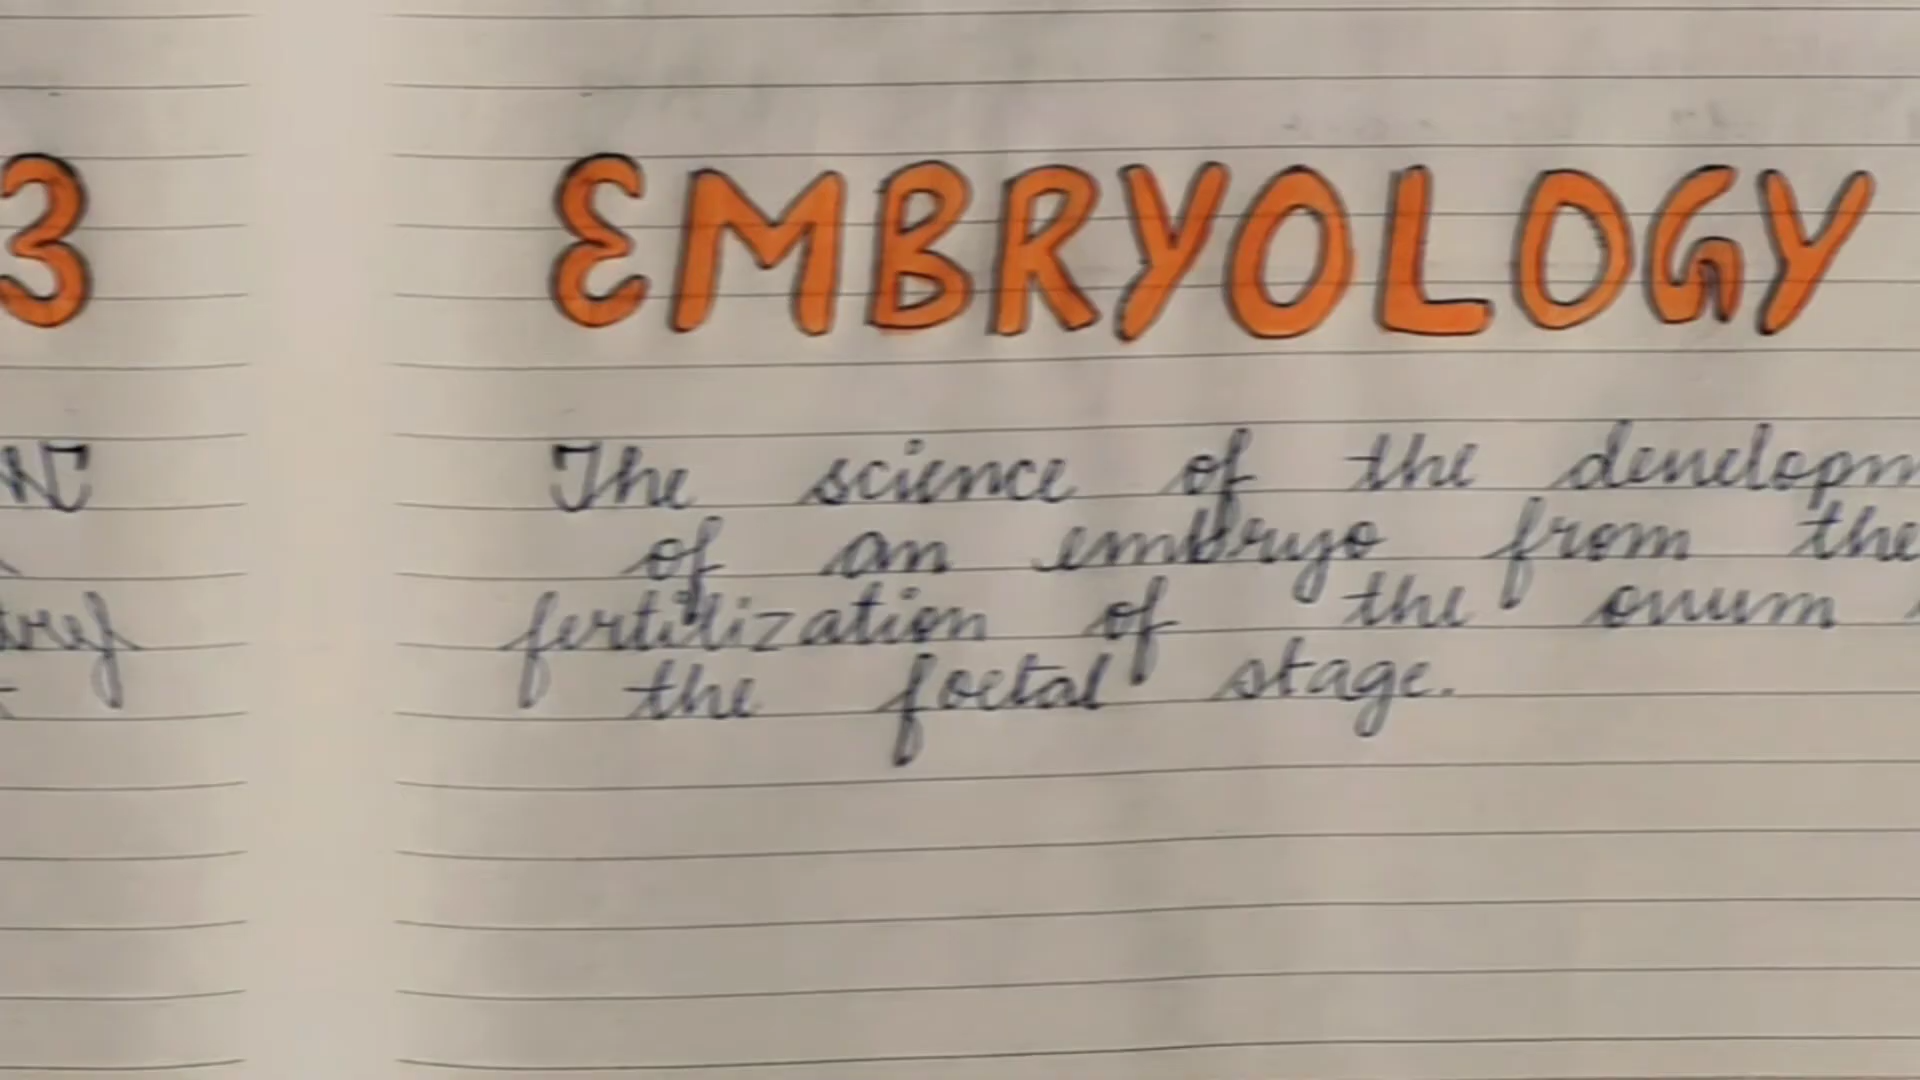 3 EMBRYOLOGY
The science of the developm
of an embryo from the
fertilization of the ovum
the foetal stage.